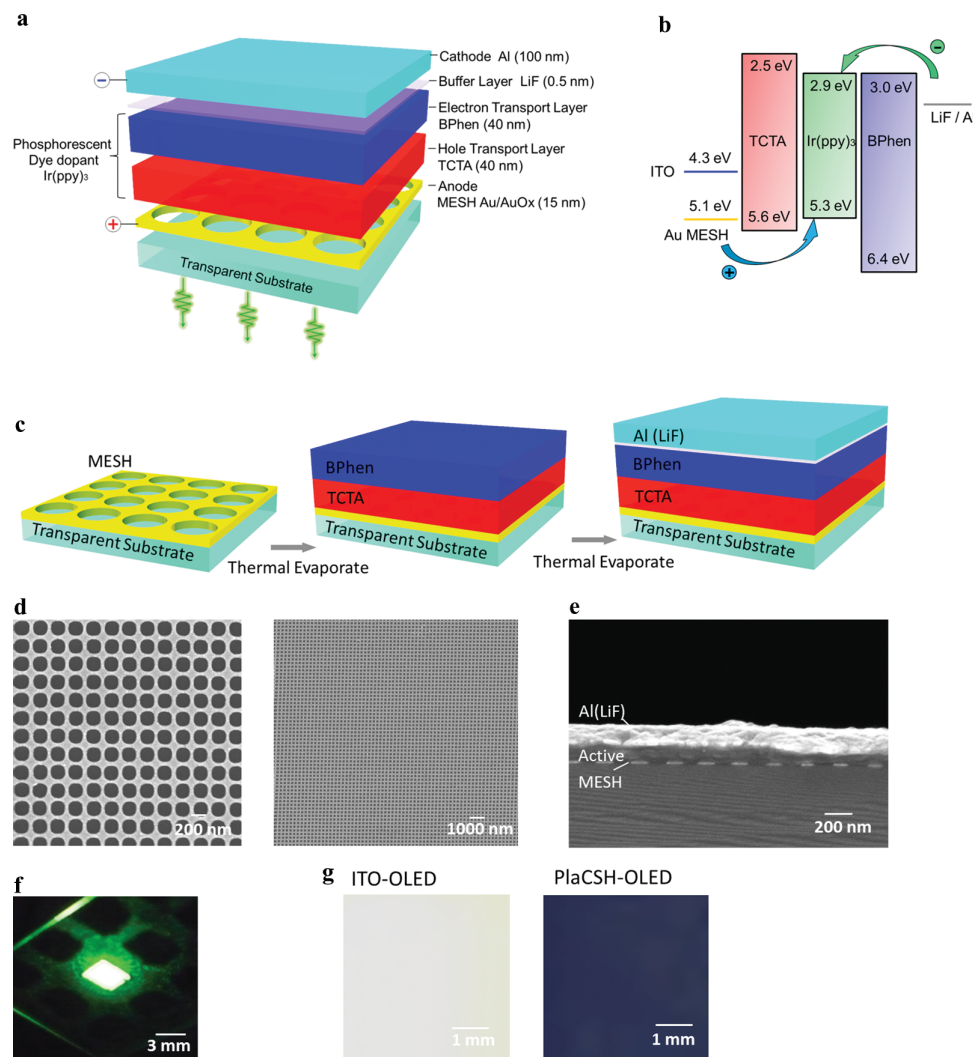 a
Cathode Al (100 nm)
Buffer Layer LiF (0.5 nm)
Electron Transport Layer
BPhen (40 nm)
Hole Transport Layer
TCTA (40 nm)
Anode
MESH Au/AuOx (15 nm)
−
Phosphorescent
Dye dopant
Ir(ppy)₃
+
Transparent Substrate
b
−
2.5 eV
2.9 eV
3.0 eV
LiF / A
TCTA
Ir(ppy)₃
BPhen
4.3 eV
ITO
5.1 eV
5.6 eV
5.3 eV
Au MESH
6.4 eV
+
c
MESH
Transparent Substrate
Thermal Evaporate
BPhen
TCTA
Transparent Substrate
Thermal Evaporate
Al (LiF)
BPhen
TCTA
Transparent Substrate
d
200 nm
1000 nm
e
Al(LiF)
Active
MESH
200 nm
f
3 mm
g
ITO-OLED
1 mm
PlaCSH-OLED
1 mm